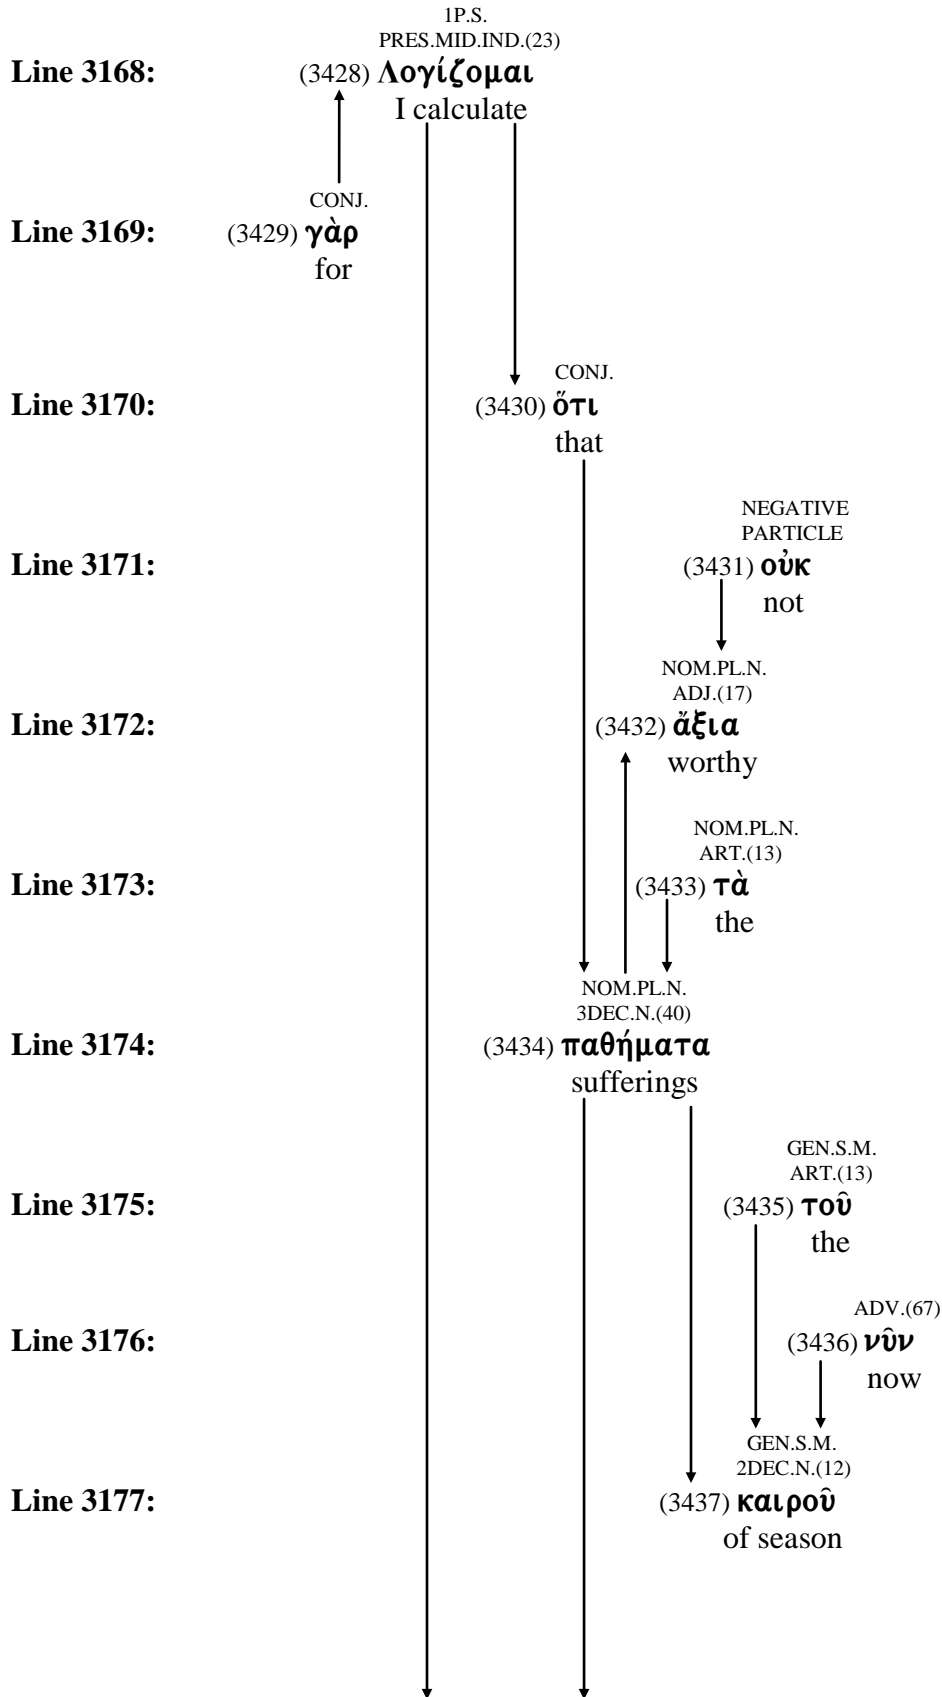 1P.S.
PRES.MID.IND.(23)
Line 3168: (3428) Λογίζομαι
I calculate
CONJ.
Line 3169: (3429) γὰρ
for
CONJ.
Line 3170: (3430) ὅτι
that
NEGATIVE
PARTICLE
Line 3171: (3431) οὐκ
not
NOM.PL.N.
ADJ.(17)
Line 3172: (3432) ἄξια
worthy
NOM.PL.N.
ART.(13)
Line 3173: (3433) τὰ
the
NOM.PL.N.
3DEC.N.(40)
Line 3174: (3434) παθήματα
sufferings
GEN.S.M.
ART.(13)
Line 3175: (3435) τοῦ
the
ADV.(67)
Line 3176: (3436) νῦν
now
GEN.S.M.
2DEC.N.(12)
Line 3177: (3437) καιροῦ
of season